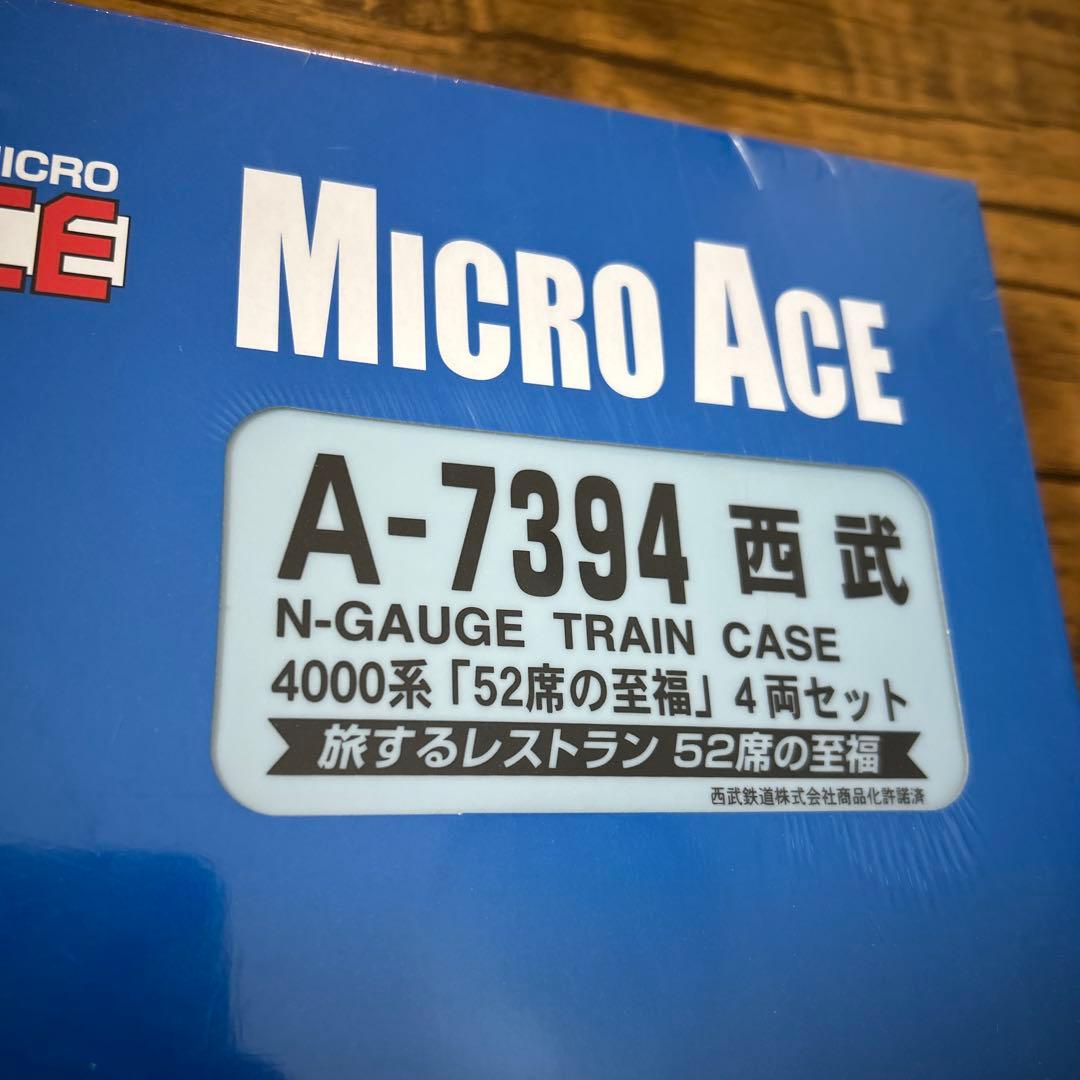 MICRO
ACE
MICRO ACE
A-7394 西武
N-GAUGE TRAIN CASE
4000系「52席の至福」4両セット
旅するレストラン 52席の至福
西武鉄道株式会社商品化許諾済